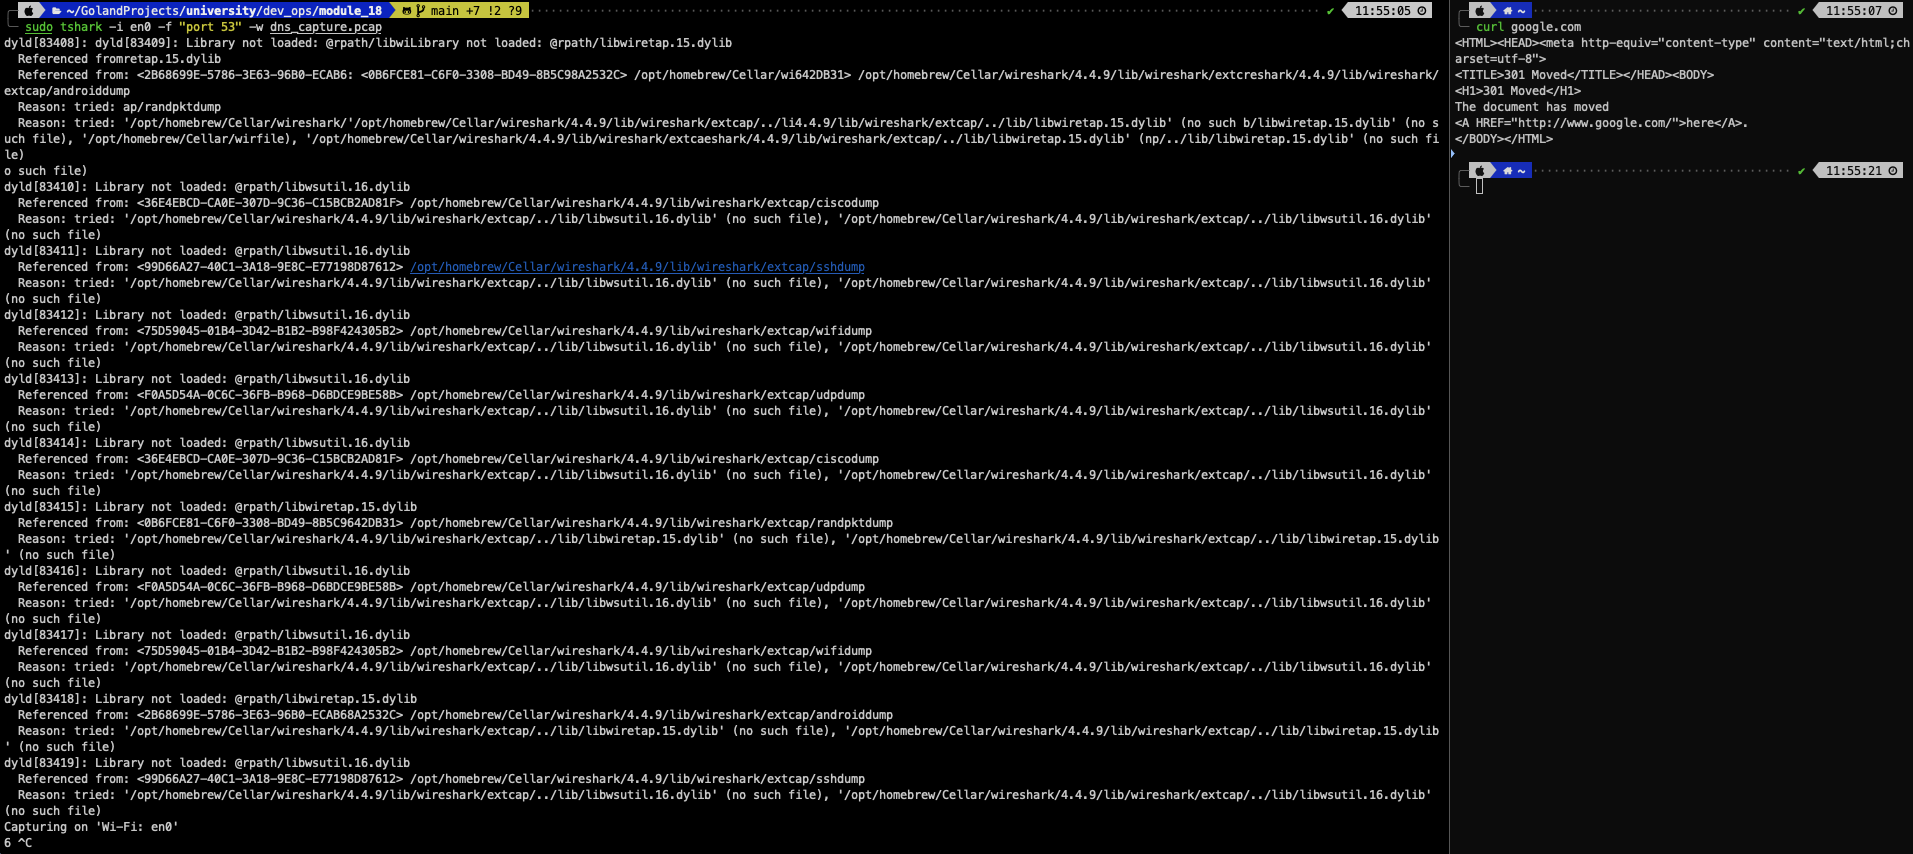 ~/GolandProjects/university/dev_ops/module_18 main +7 !2 ?9 ✔ 11:55:05
sudo tshark -i en0 -f "port 53" -w dns_capture.pcap
dyld[83408]: dyld[83409]: Library not loaded: @rpath/libwiLibrary not loaded: @rpath/libwiretap.15.dylib
Referenced fromretap.15.dylib
Referenced from: <2B68699E-5786-3E63-96B0-ECAB6: <0B6FCE81-C6F0-3308-BD49-8B5C98A2532C> /opt/homebrew/Cellar/wi642DB31> /opt/homebrew/Cellar/wireshark/4.4.9/lib/wireshark/extcreshark/4.4.9/lib/wireshark/
extcap/androiddump
Reason: tried: ap/randpktdump
Reason: tried: '/opt/homebrew/Cellar/wireshark/'/opt/homebrew/Cellar/wireshark/4.4.9/lib/wireshark/extcap/../li4.4.9/lib/wireshark/extcap/../lib/libwiretap.15.dylib' (no such b/libwiretap.15.dylib' (no s
uch file), '/opt/homebrew/Cellar/wirfile), '/opt/homebrew/Cellar/wireshark/4.4.9/lib/wireshark/extcaeshark/4.4.9/lib/wireshark/extcap/../lib/libwiretap.15.dylib' (np/../lib/libwiretap.15.dylib' (no such fi
le)
o such file)
dyld[83410]: Library not loaded: @rpath/libwsutil.16.dylib
Referenced from: <36E4EBCD-CA0E-307D-9C36-C15BCB2AD81F> /opt/homebrew/Cellar/wireshark/4.4.9/lib/wireshark/extcap/ciscodump
Reason: tried: '/opt/homebrew/Cellar/wireshark/4.4.9/lib/wireshark/extcap/../lib/libwsutil.16.dylib' (no such file), '/opt/homebrew/Cellar/wireshark/4.4.9/lib/wireshark/extcap/../lib/libwsutil.16.dylib'
(no such file)
dyld[83411]: Library not loaded: @rpath/libwsutil.16.dylib
Referenced from: <99D66A27-40C1-3A18-9E8C-E77198D87612> /opt/homebrew/Cellar/wireshark/4.4.9/lib/wireshark/extcap/sshdump
Reason: tried: '/opt/homebrew/Cellar/wireshark/4.4.9/lib/wireshark/extcap/../lib/libwsutil.16.dylib' (no such file), '/opt/homebrew/Cellar/wireshark/4.4.9/lib/wireshark/extcap/../lib/libwsutil.16.dylib'
(no such file)
dyld[83412]: Library not loaded: @rpath/libwsutil.16.dylib
Referenced from: <75D59045-01B4-3D42-B1B2-B98F424305B2> /opt/homebrew/Cellar/wireshark/4.4.9/lib/wireshark/extcap/wifidump
Reason: tried: '/opt/homebrew/Cellar/wireshark/4.4.9/lib/wireshark/extcap/../lib/libwsutil.16.dylib' (no such file), '/opt/homebrew/Cellar/wireshark/4.4.9/lib/wireshark/extcap/../lib/libwsutil.16.dylib'
(no such file)
dyld[83413]: Library not loaded: @rpath/libwsutil.16.dylib
Referenced from: <F0A5D54A-0C6C-36FB-B968-D6BDCE9BE58B> /opt/homebrew/Cellar/wireshark/4.4.9/lib/wireshark/extcap/udpdump
Reason: tried: '/opt/homebrew/Cellar/wireshark/4.4.9/lib/wireshark/extcap/../lib/libwsutil.16.dylib' (no such file), '/opt/homebrew/Cellar/wireshark/4.4.9/lib/wireshark/extcap/../lib/libwsutil.16.dylib'
(no such file)
dyld[83414]: Library not loaded: @rpath/libwsutil.16.dylib
Referenced from: <36E4EBCD-CA0E-307D-9C36-C15BCB2AD81F> /opt/homebrew/Cellar/wireshark/4.4.9/lib/wireshark/extcap/ciscodump
Reason: tried: '/opt/homebrew/Cellar/wireshark/4.4.9/lib/wireshark/extcap/../lib/libwsutil.16.dylib' (no such file), '/opt/homebrew/Cellar/wireshark/4.4.9/lib/wireshark/extcap/../lib/libwsutil.16.dylib'
(no such file)
dyld[83415]: Library not loaded: @rpath/libwiretap.15.dylib
Referenced from: <0B6FCE81-C6F0-3308-BD49-8B5C9642DB31> /opt/homebrew/Cellar/wireshark/4.4.9/lib/wireshark/extcap/randpktdump
Reason: tried: '/opt/homebrew/Cellar/wireshark/4.4.9/lib/wireshark/extcap/../lib/libwiretap.15.dylib' (no such file), '/opt/homebrew/Cellar/wireshark/4.4.9/lib/wireshark/extcap/../lib/libwiretap.15.dylib
' (no such file)
dyld[83416]: Library not loaded: @rpath/libwsutil.16.dylib
Referenced from: <F0A5D54A-0C6C-36FB-B968-D6BDCE9BE58B> /opt/homebrew/Cellar/wireshark/4.4.9/lib/wireshark/extcap/udpdump
Reason: tried: '/opt/homebrew/Cellar/wireshark/4.4.9/lib/wireshark/extcap/../lib/libwsutil.16.dylib' (no such file), '/opt/homebrew/Cellar/wireshark/4.4.9/lib/wireshark/extcap/../lib/libwsutil.16.dylib'
(no such file)
dyld[83417]: Library not loaded: @rpath/libwsutil.16.dylib
Referenced from: <75D59045-01B4-3D42-B1B2-B98F424305B2> /opt/homebrew/Cellar/wireshark/4.4.9/lib/wireshark/extcap/wifidump
Reason: tried: '/opt/homebrew/Cellar/wireshark/4.4.9/lib/wireshark/extcap/../lib/libwsutil.16.dylib' (no such file), '/opt/homebrew/Cellar/wireshark/4.4.9/lib/wireshark/extcap/../lib/libwsutil.16.dylib'
(no such file)
dyld[83418]: Library not loaded: @rpath/libwiretap.15.dylib
Referenced from: <2B68699E-5786-3E63-96B0-ECAB68A2532C> /opt/homebrew/Cellar/wireshark/4.4.9/lib/wireshark/extcap/androiddump
Reason: tried: '/opt/homebrew/Cellar/wireshark/4.4.9/lib/wireshark/extcap/../lib/libwiretap.15.dylib' (no such file), '/opt/homebrew/Cellar/wireshark/4.4.9/lib/wireshark/extcap/../lib/libwiretap.15.dylib
' (no such file)
dyld[83419]: Library not loaded: @rpath/libwsutil.16.dylib
Referenced from: <99D66A27-40C1-3A18-9E8C-E77198D87612> /opt/homebrew/Cellar/wireshark/4.4.9/lib/wireshark/extcap/sshdump
Reason: tried: '/opt/homebrew/Cellar/wireshark/4.4.9/lib/wireshark/extcap/../lib/libwsutil.16.dylib' (no such file), '/opt/homebrew/Cellar/wireshark/4.4.9/lib/wireshark/extcap/../lib/libwsutil.16.dylib'
(no such file)
Capturing on 'Wi-Fi: en0'
6 ^C
~ ✔ 11:55:07
curl google.com
<HTML><HEAD><meta http-equiv="content-type" content="text/html;ch
arset=utf-8">
<TITLE>301 Moved</TITLE></HEAD><BODY>
<H1>301 Moved</H1>
The document has moved
<A HREF="http://www.google.com/">here</A>.
</BODY></HTML>
~ ✔ 11:55:21